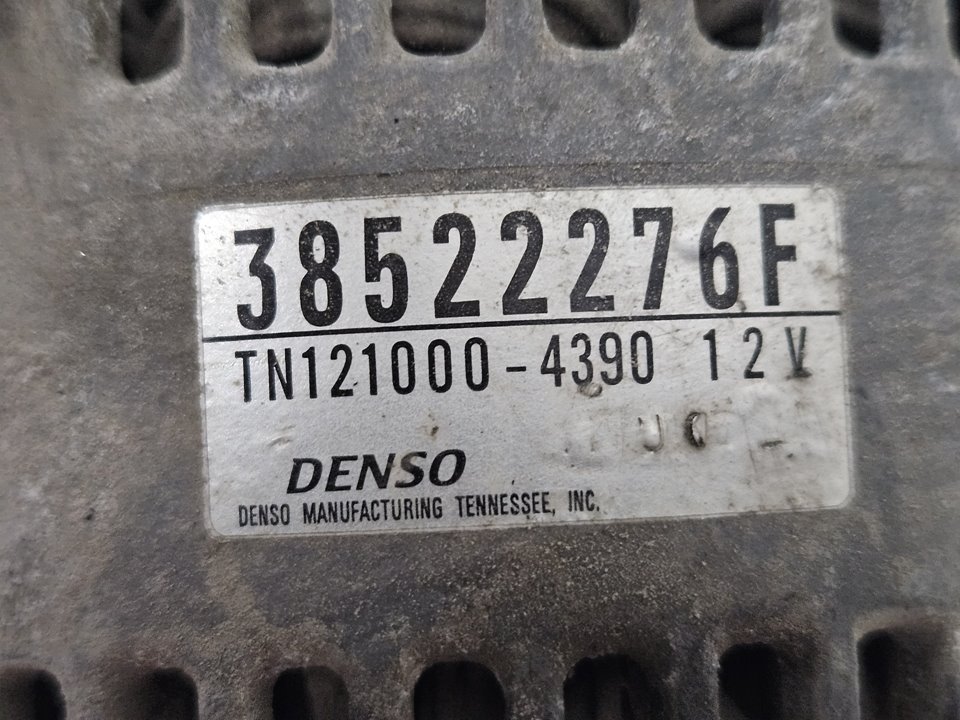 38522276F
TN121000-4390 12V
DENSO
DENSO MANUFACTURING TENNESSEE, INC.